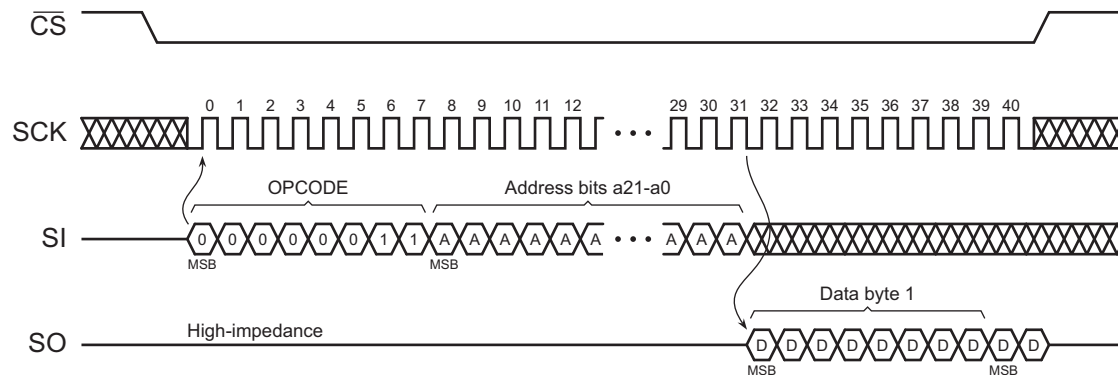 CS
0 1 2 3 4 5 6 7 8 9 10 11 12 29 30 31 32 33 34 35 36 37 38 39 40
SCK
OPCODE Address bits a21-a0
SI 0 0 0 0 0 0 1 1 A A A A A A A A A
MSB MSB
Data byte 1
High-impedance
SO D D D D D D D D D D
MSB MSB